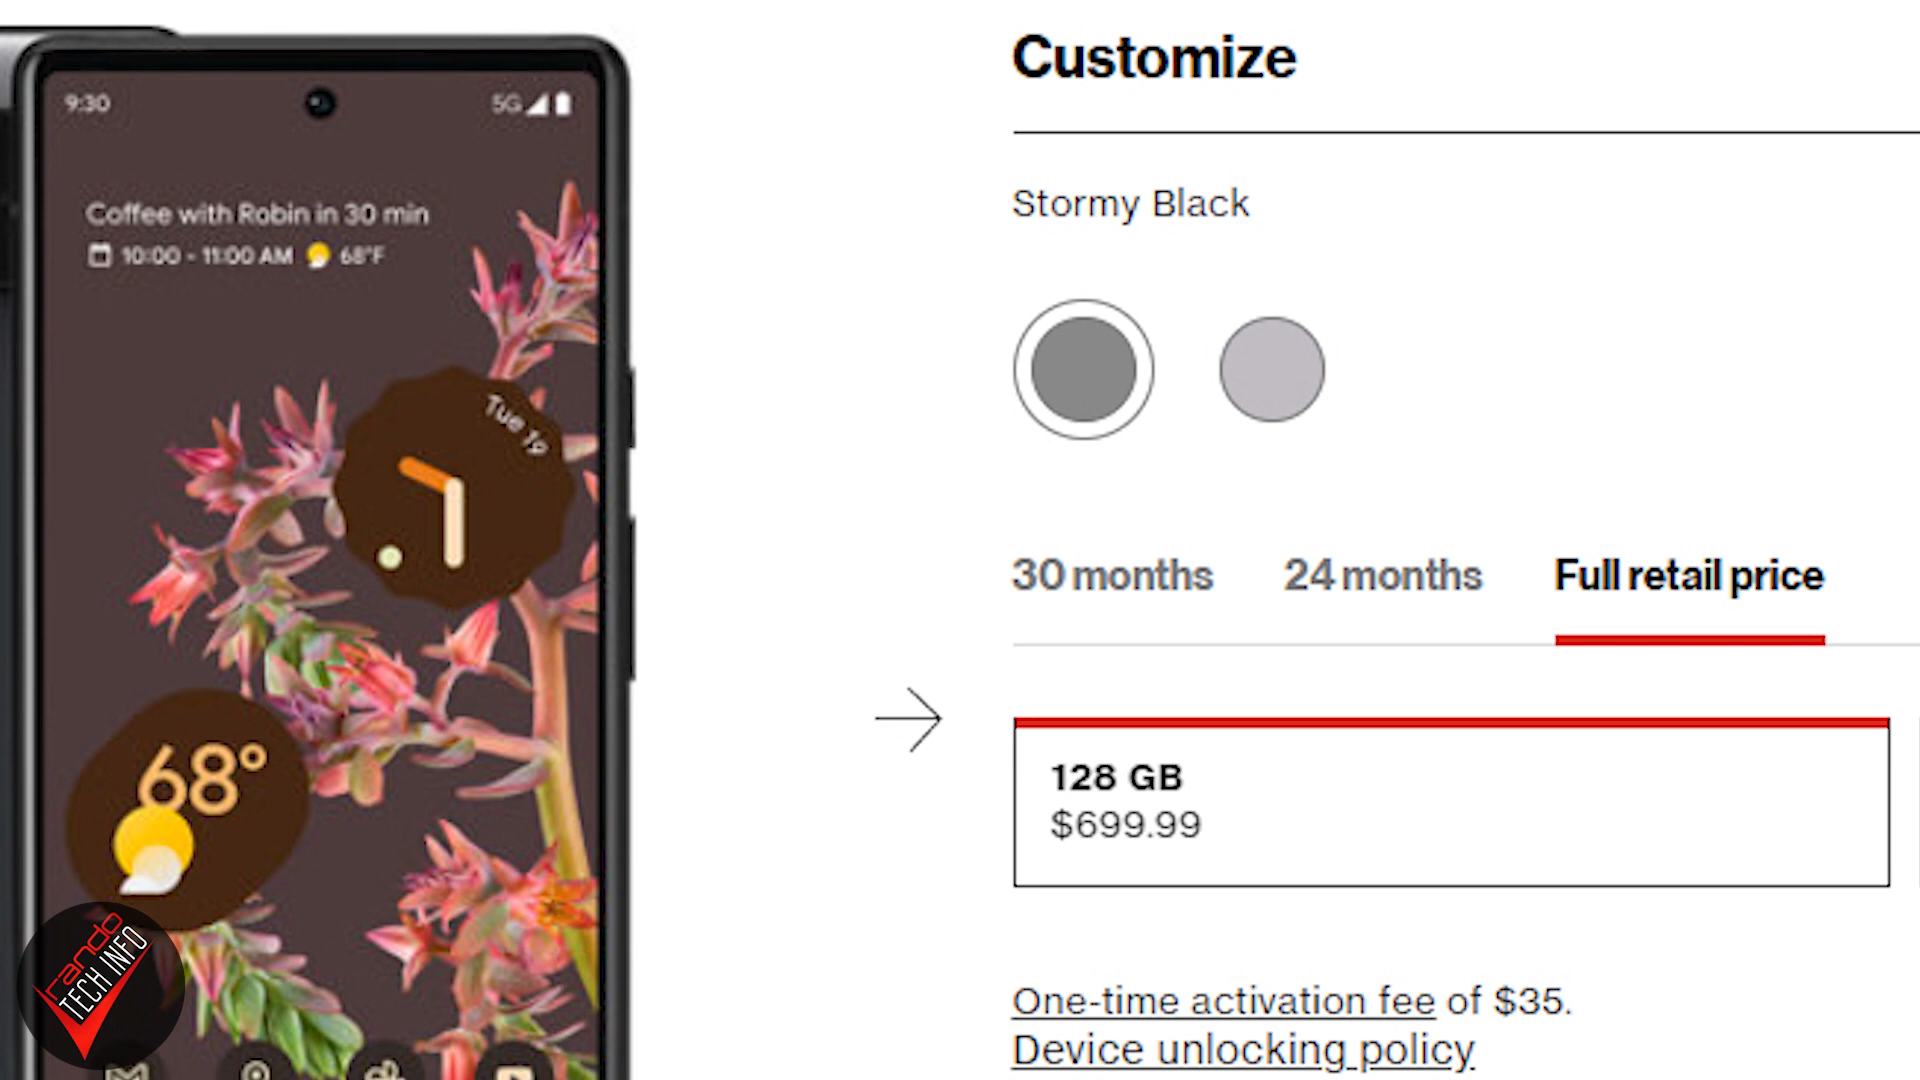 9:30
5G
Coffee with Robin in 30 min
10:00 - 11:00 AM 68°F
Tue 19
68°
rando
TECH INFO
Customize
Stormy Black
30 months 24 months Full retail price
128 GB
$699.99
One-time activation fee of $35.
Device unlocking policy